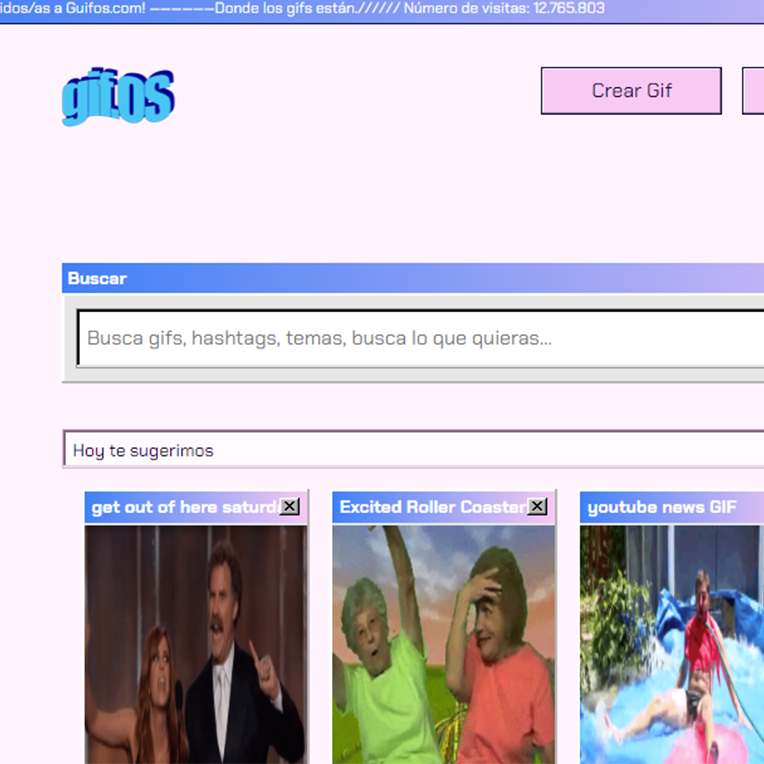 idos/as a Guifos.com! ——————Donde los gifs están.////// Número de visitas: 12.765.803
gifOS
Crear Gif
Buscar
Busca gifs, hashtags, temas, busca lo que quieras...
Hoy te sugerimos
get out of here saturd
Excited Roller Coaster
youtube news GIF